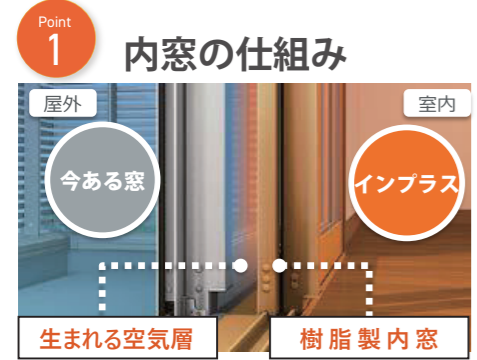 Point
1
内窓の仕組み
屋外
室内
今ある窓
インプラス
生まれる空気層
樹脂製内窓